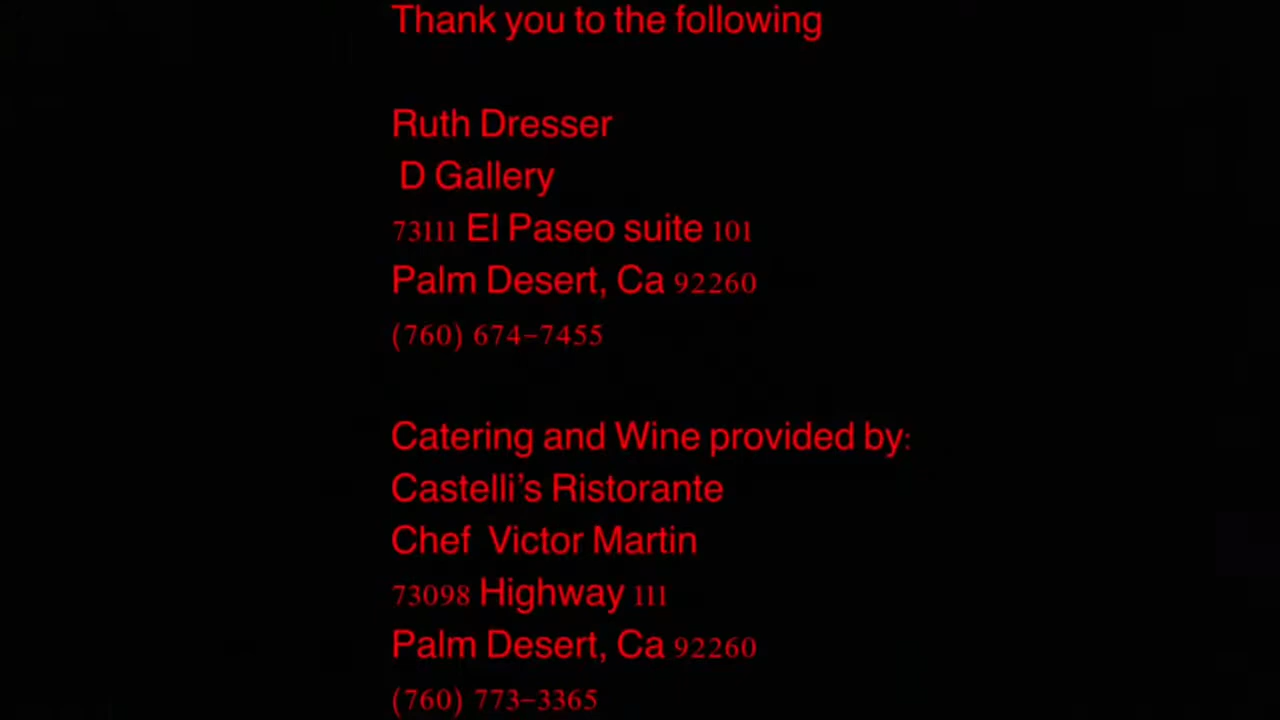 Thank you to the following
Ruth Dresser
D Gallery
73111 El Paseo suite 101
Palm Desert, Ca 92260
(760) 674-7455
Catering and Wine provided by:
Castelli's Ristorante
Chef  Victor Martin
73098 Highway 111
Palm Desert, Ca 92260
(760) 773-3365